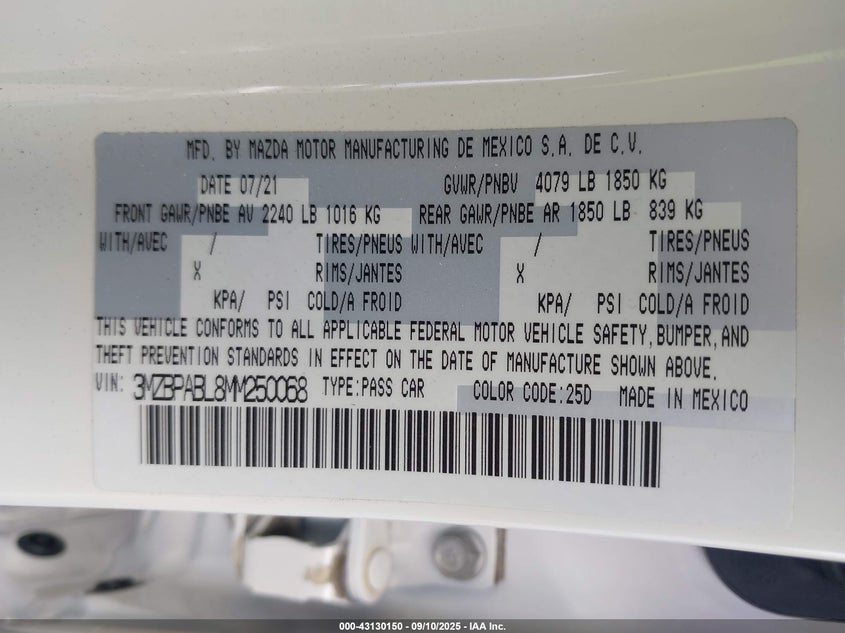 MFD. BY MAZDA MOTOR MANUFACTURING DE MEXICO S.A. DE C.V.
DATE 07/21 GVWR/PNBV 4079 LB 1850 KG
FRONT GAWR/PNBE AV 2240 LB 1016 KG REAR GAWR/PNBE AR 1850 LB 839 KG
WITH/AVEC / TIRES/PNEUS WITH/AVEC / TIRES/PNEUS
X RIMS/JANTES X RIMS/JANTES
KPA/ PSI COLD/A FROID KPA/ PSI COLD/A FROID
THIS VEHICLE CONFORMS TO ALL APPLICABLE FEDERAL MOTOR VEHICLE SAFETY, BUMPER, AND
THEFT PREVENTION STANDARDS IN EFFECT ON THE DATE OF MANUFACTURE SHOWN ABOVE.
VIN: 3MZBPABL8MM250068 TYPE:PASS CAR COLOR CODE:25D MADE IN MEXICO
000-43130150 - 09/10/2025 - IAA Inc.